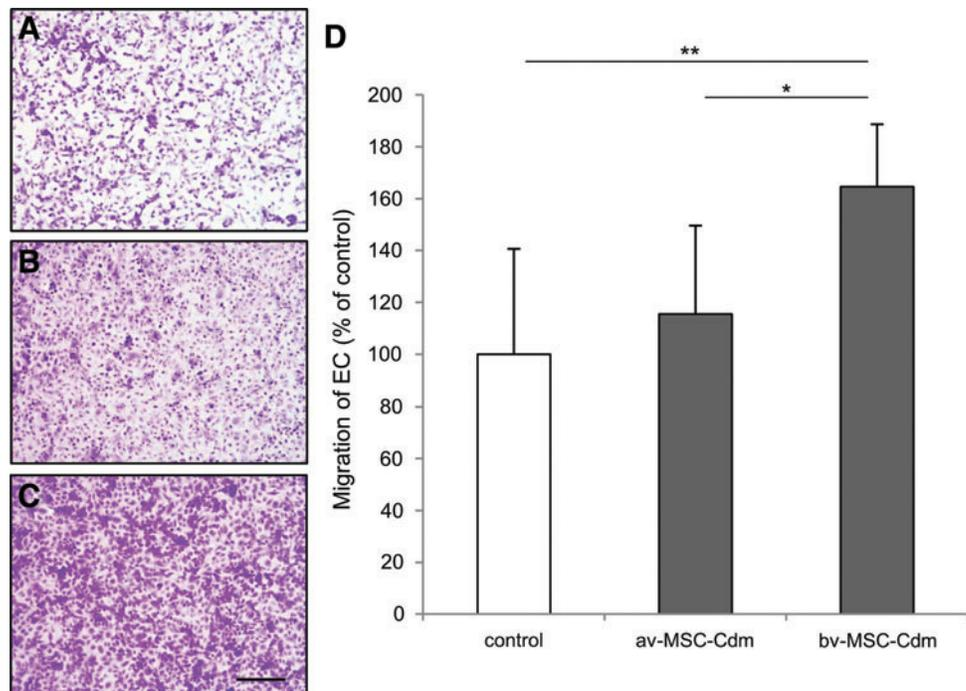 A
B
C
D
**
*
Migration of EC (% of control)
200
180
160
140
120
100
80
60
40
20
0
control av-MSC-Cdm bv-MSC-Cdm